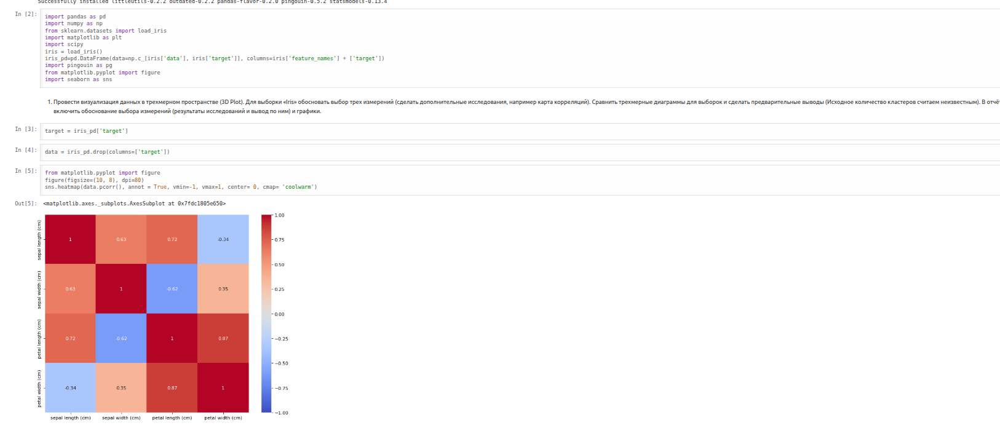 Successfully installed littleutils-0.2.2 outdated-0.2.2 pandas-flavor-0.2.0 pingouin-0.5.2 statsmodels-0.13.4
In [2]:
import pandas as pd
import numpy as np
from sklearn.datasets import load_iris
import matplotlib as plt
import scipy
iris = load_iris()
iris_pd=pd.DataFrame(data=np.c_[iris['data'], iris['target']], columns=iris['feature_names'] + ['target'])
import pingouin as pg
from matplotlib.pyplot import figure
import seaborn as sns
1. Провести визуализация данных в трехмерном пространстве (3D Plot). Для выборки «Iris» обосновать выбор трех измерений (сделать дополнительные исследования, например карта корреляций). Сравнить трехмерные диаграммы для выборок и сделать предварительные выводы (Исходное количество кластеров считаем неизвестным). В отчё
включить обоснование выбора измерений (результаты исследований и вывод по ним) и графики.
In [3]: target = iris_pd['target']
In [4]: data = iris_pd.drop(columns=['target'])
In [5]:
from matplotlib.pyplot import figure
figure(figsize=(10, 8), dpi=80)
sns.heatmap(data.pcorr(), annot = True, vmin=-1, vmax=1, center= 0, cmap= 'coolwarm')
Out[5]: <matplotlib.axes._subplots.AxesSubplot at 0x7fdc1805e650>
sepal length (cm)
1 0.63 0.72 -0.34
sepal width (cm)
0.63 1 -0.62 0.35
petal length (cm)
0.72 -0.62 1 0.87
petal width (cm)
-0.34 0.35 0.87 1
sepal length (cm) sepal width (cm) petal length (cm) petal width (cm)
1.00
0.75
0.50
0.25
0.00
−0.25
−0.50
−0.75
−1.00